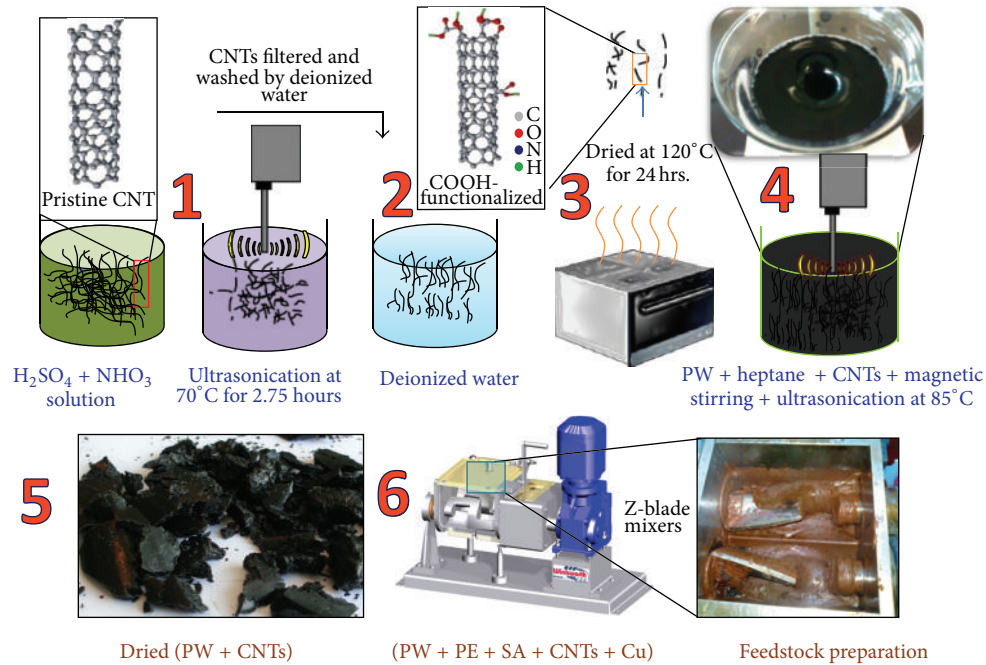 CNTs filtered and
washed by deionized
water
Pristine CNT
1
2
C
O
N
H
COOH-
functionalized
3
Dried at 120°C
for 24 hrs.
4
H₂SO₄ + NHO₃
solution
Ultrasonication at
70°C for 2.75 hours
Deionized water
PW + heptane + CNTs + magnetic
stirring + ultrasonication at 85°C
5
6
Winkworth
Z-blade
mixers
Dried (PW + CNTs)
(PW + PE + SA + CNTs + Cu)
Feedstock preparation